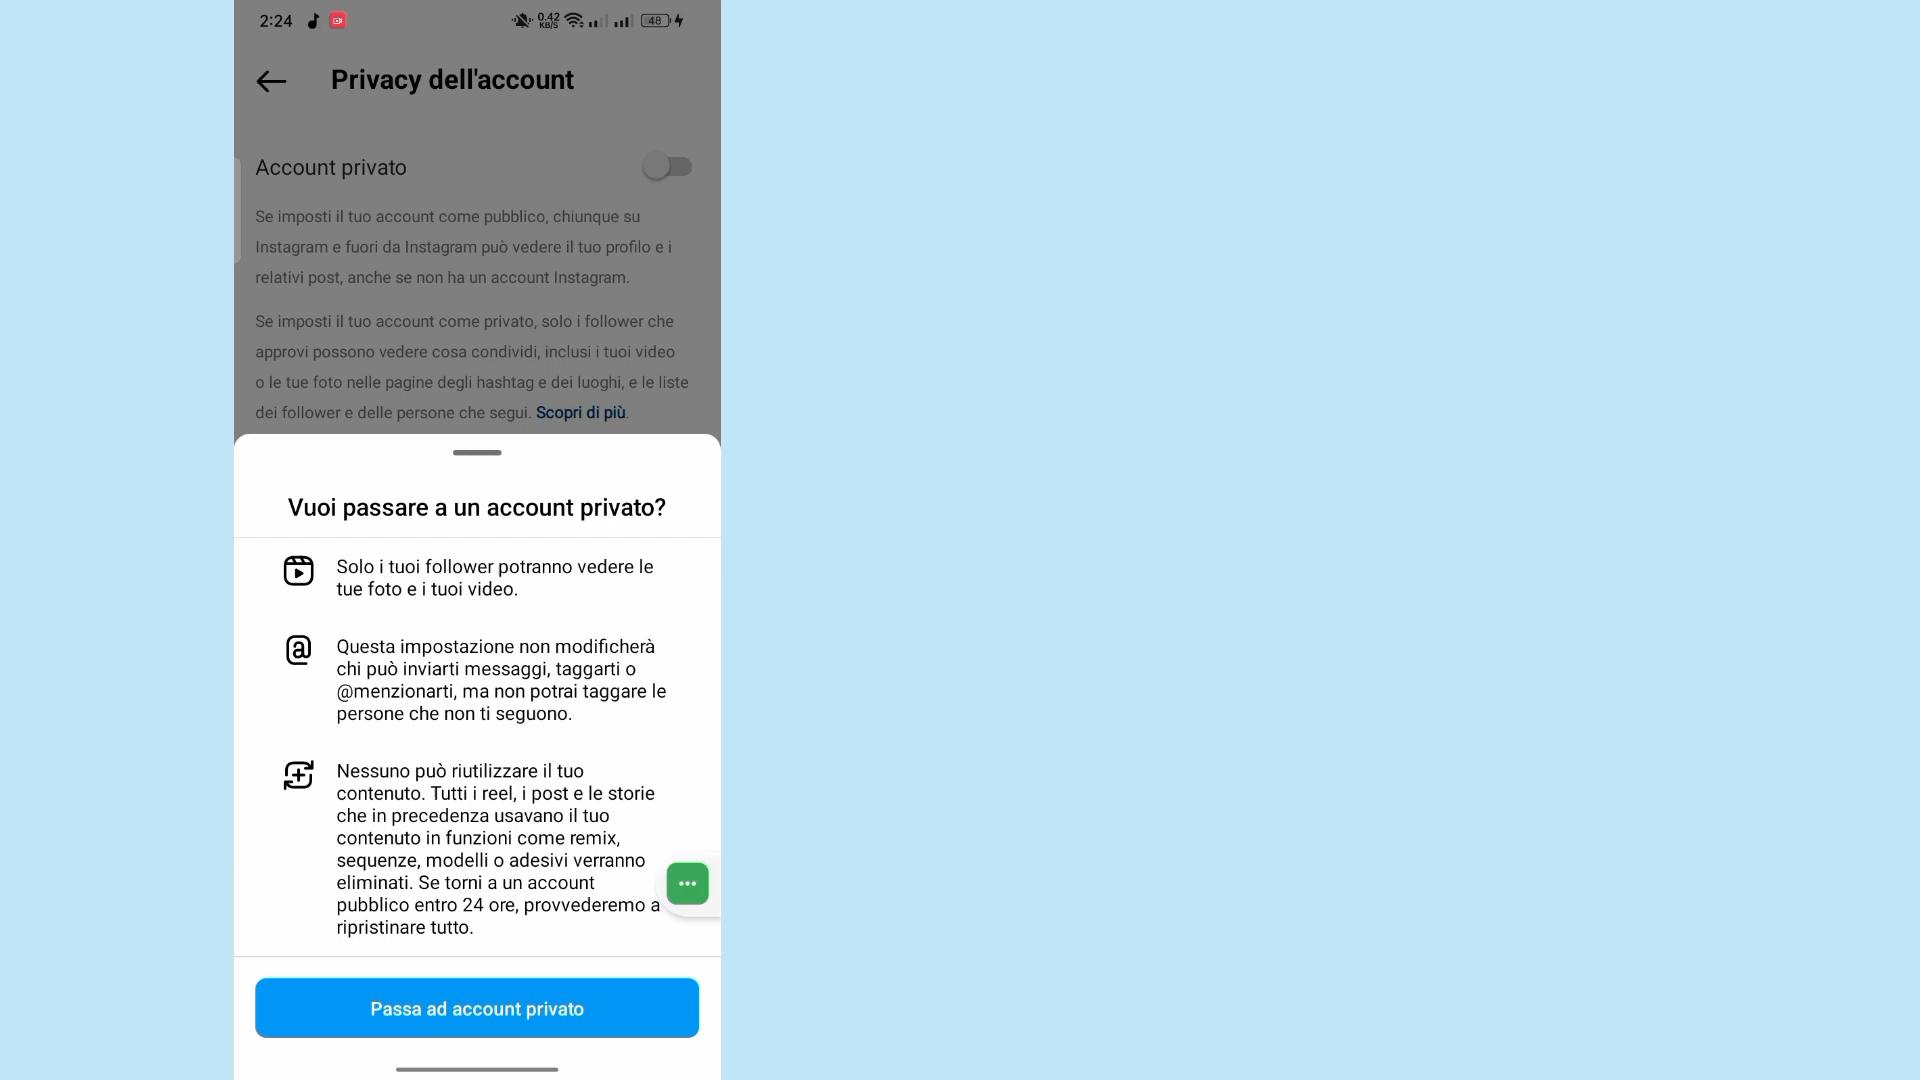 2:24
0.42
KB/S
48
Privacy dell'account
Account privato
Se imposti il tuo account come pubblico, chiunque su
Instagram e fuori da Instagram può vedere il tuo profilo e i
relativi post, anche se non ha un account Instagram.
Se imposti il tuo account come privato, solo i follower che
approvi possono vedere cosa condividi, inclusi i tuoi video
o le tue foto nelle pagine degli hashtag e dei luoghi, e le liste
dei follower e delle persone che segui. Scopri di più.
Vuoi passare a un account privato?
Solo i tuoi follower potranno vedere le
tue foto e i tuoi video.
Questa impostazione non modificherà
chi può inviarti messaggi, taggarti o
@menzionarti, ma non potrai taggare le
persone che non ti seguono.
Nessuno può riutilizzare il tuo
contenuto. Tutti i reel, i post e le storie
che in precedenza usavano il tuo
contenuto in funzioni come remix,
sequenze, modelli o adesivi verranno
eliminati. Se torni a un account
pubblico entro 24 ore, provvederemo a
ripristinare tutto.
Passa ad account privato